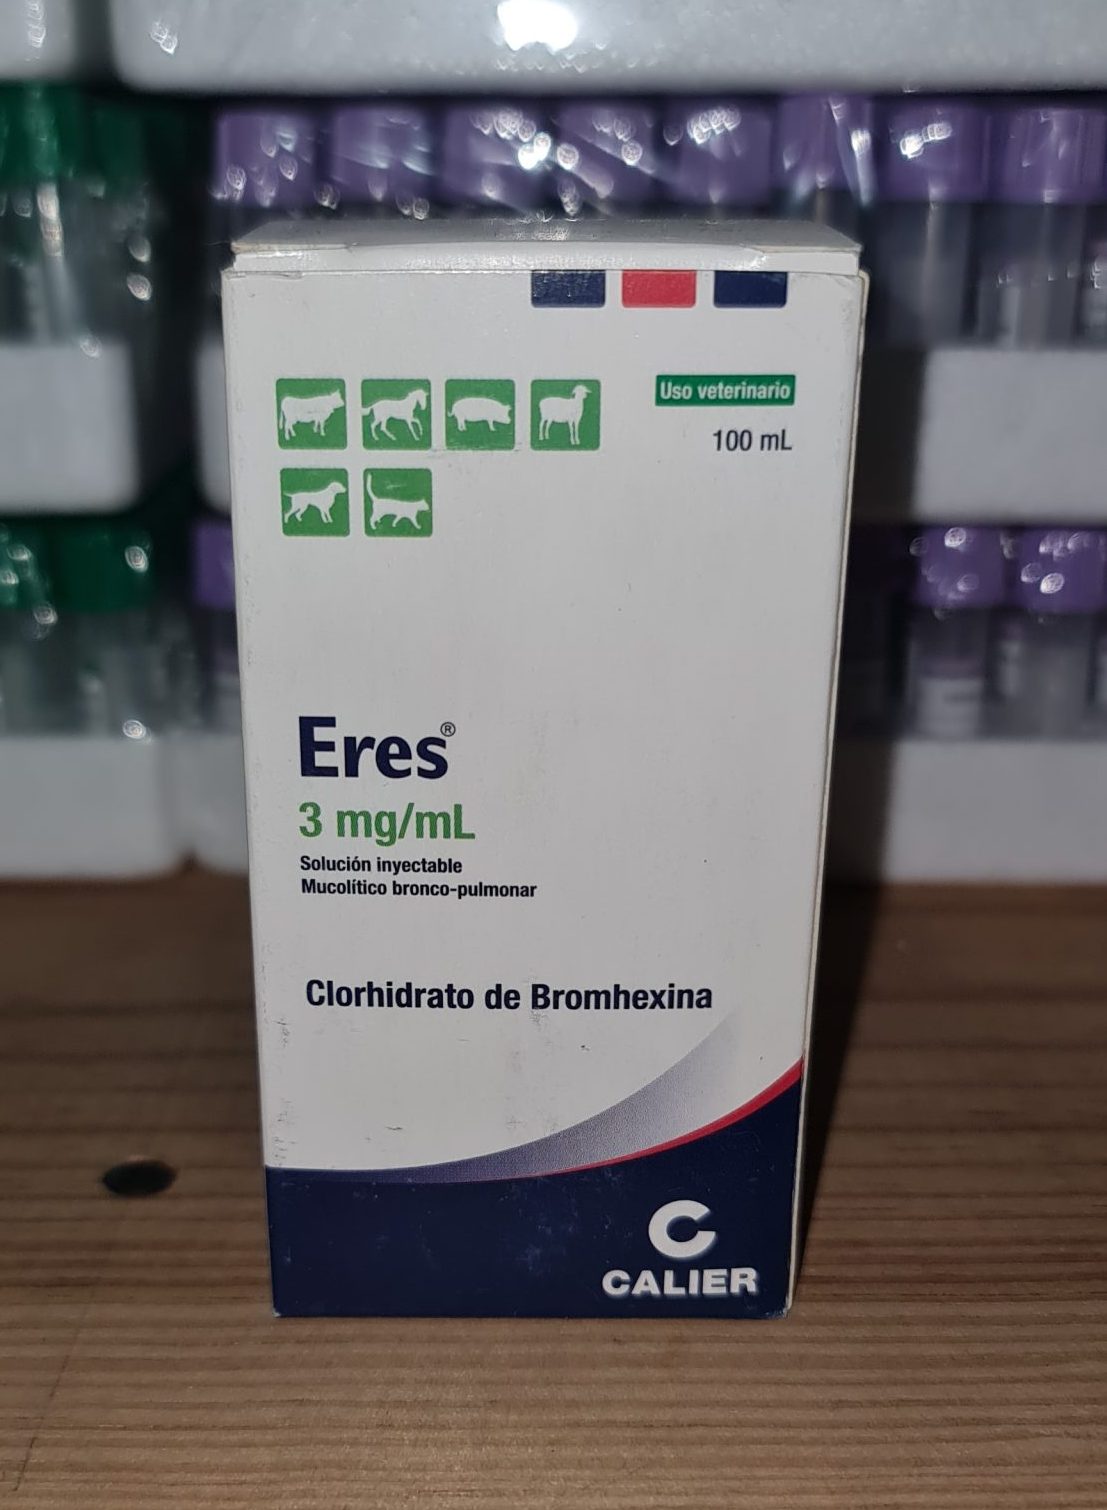 Uso veterinario
100 mL
Eres®
3 mg/mL
Solución inyectable
Mucolítico bronco-pulmonar
Clorhidrato de Bromhexina
C
CALIER